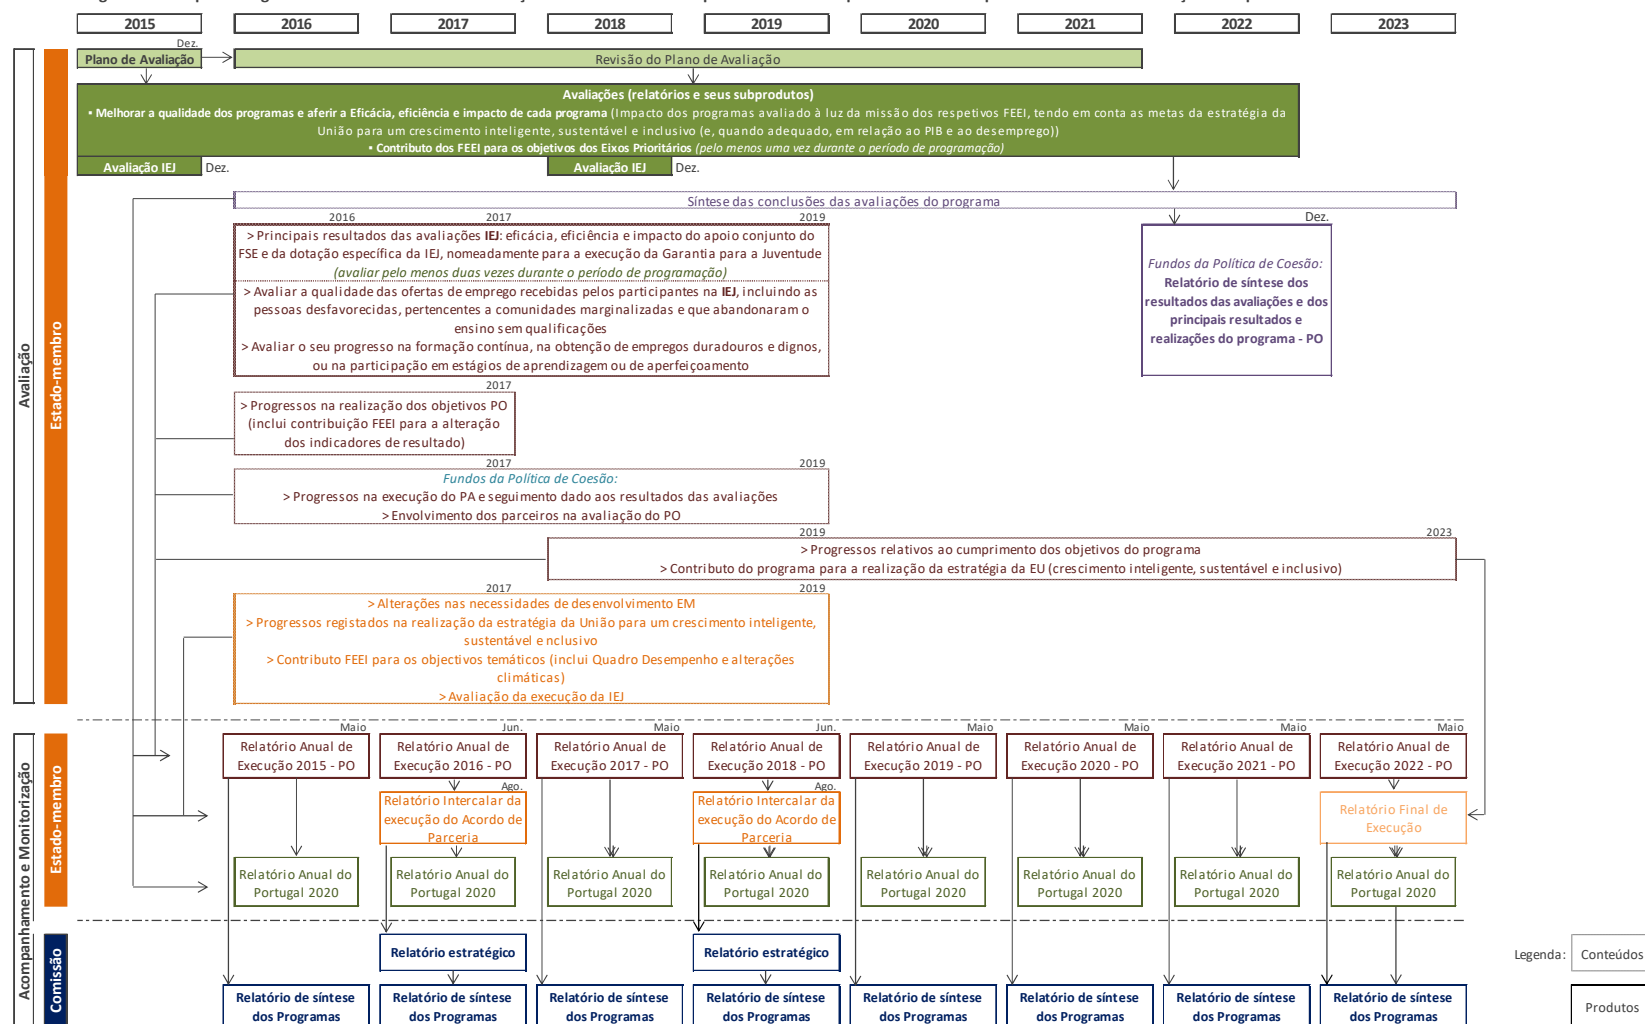 2015 2016 2017 2018 2019 2020 2021 2022 2023
Dez.
Plano de Avaliação
Revisão do Plano de Avaliação
Avaliações (relatórios e seus subprodutos)
▪ Melhorar a qualidade dos programas e aferir a Eficácia, eficiência e impacto de cada programa (Impacto dos programas avaliado à luz da missão dos respetivos FEEI, tendo em conta as metas da estratégia da
União para um crescimento inteligente, sustentável e inclusivo (e, quando adequado, em relação ao PIB e ao desemprego))
▪ Contributo dos FEEI para os objetivos dos Eixos Prioritários (pelo menos uma vez durante o período de programação)
Avaliação IEJ Dez.
Avaliação IEJ Dez.
Síntese das conclusões das avaliações do programa
2016 2017 2019
> Principais resultados das avaliações IEJ: eficácia, eficiência e impacto do apoio conjunto do
FSE e da dotação específica da IEJ, nomeadamente para a execução da Garantia para a Juventude
(avaliar pelo menos duas vezes durante o período de programação)
> Avaliar a qualidade das ofertas de emprego recebidas pelos participantes na IEJ, incluindo as
pessoas desfavorecidas, pertencentes a comunidades marginalizadas e que abandonaram o
ensino sem qualificações
> Avaliar o seu progresso na formação contínua, na obtenção de empregos duradouros e dignos,
ou na participação em estágios de aprendizagem ou de aperfeiçoamento
Dez.
Fundos da Política de Coesão:
Relatório de síntese dos
resultados das avaliações e dos
principais resultados e
realizações do programa - PO
2017
> Progressos na realização dos objetivos PO
(inclui contribuição FEEI para a alteração
dos indicadores de resultado)
2017 2019
Fundos da Política de Coesão:
> Progressos na execução do PA e seguimento dado aos resultados das avaliações
> Envolvimento dos parceiros na avaliação do PO
2019 2023
> Progressos relativos ao cumprimento dos objetivos do programa
> Contributo do programa para a realização da estratégia da EU (crescimento inteligente, sustentável e inclusivo)
2017 2019
> Alterações nas necessidades de desenvolvimento EM
> Progressos registados na realização da estratégia da União para um crescimento inteligente,
sustentável e nclusivo
> Contributo FEEI para os objectivos temáticos (inclui Quadro Desempenho e alterações
climáticas)
> Avaliação da execução da IEJ
Avaliação
Estado-membro
Maio Jun. Maio Jun. Maio Maio Maio Maio
Relatório Anual de
Execução 2015 - PO
Relatório Anual de
Execução 2016 - PO
Relatório Anual de
Execução 2017 - PO
Relatório Anual de
Execução 2018 - PO
Relatório Anual de
Execução 2019 - PO
Relatório Anual de
Execução 2020 - PO
Relatório Anual de
Execução 2021 - PO
Relatório Anual de
Execução 2022 - PO
Ago.
Relatório Intercalar da
execução do Acordo de
Parceria
Ago.
Relatório Intercalar da
execução do Acordo de
Parceria
Relatório Final de
Execução
Relatório Anual do
Portugal 2020
Relatório Anual do
Portugal 2020
Relatório Anual do
Portugal 2020
Relatório Anual do
Portugal 2020
Relatório Anual do
Portugal 2020
Relatório Anual do
Portugal 2020
Relatório Anual do
Portugal 2020
Relatório Anual do
Portugal 2020
Acompanhamento e Monitorização
Estado-membro
Comissão
Relatório estratégico
Relatório estratégico
Relatório de síntese
dos Programas
Relatório de síntese
dos Programas
Relatório de síntese
dos Programas
Relatório de síntese
dos Programas
Relatório de síntese
dos Programas
Relatório de síntese
dos Programas
Relatório de síntese
dos Programas
Relatório de síntese
dos Programas
Legenda: Conteúdos
Produtos